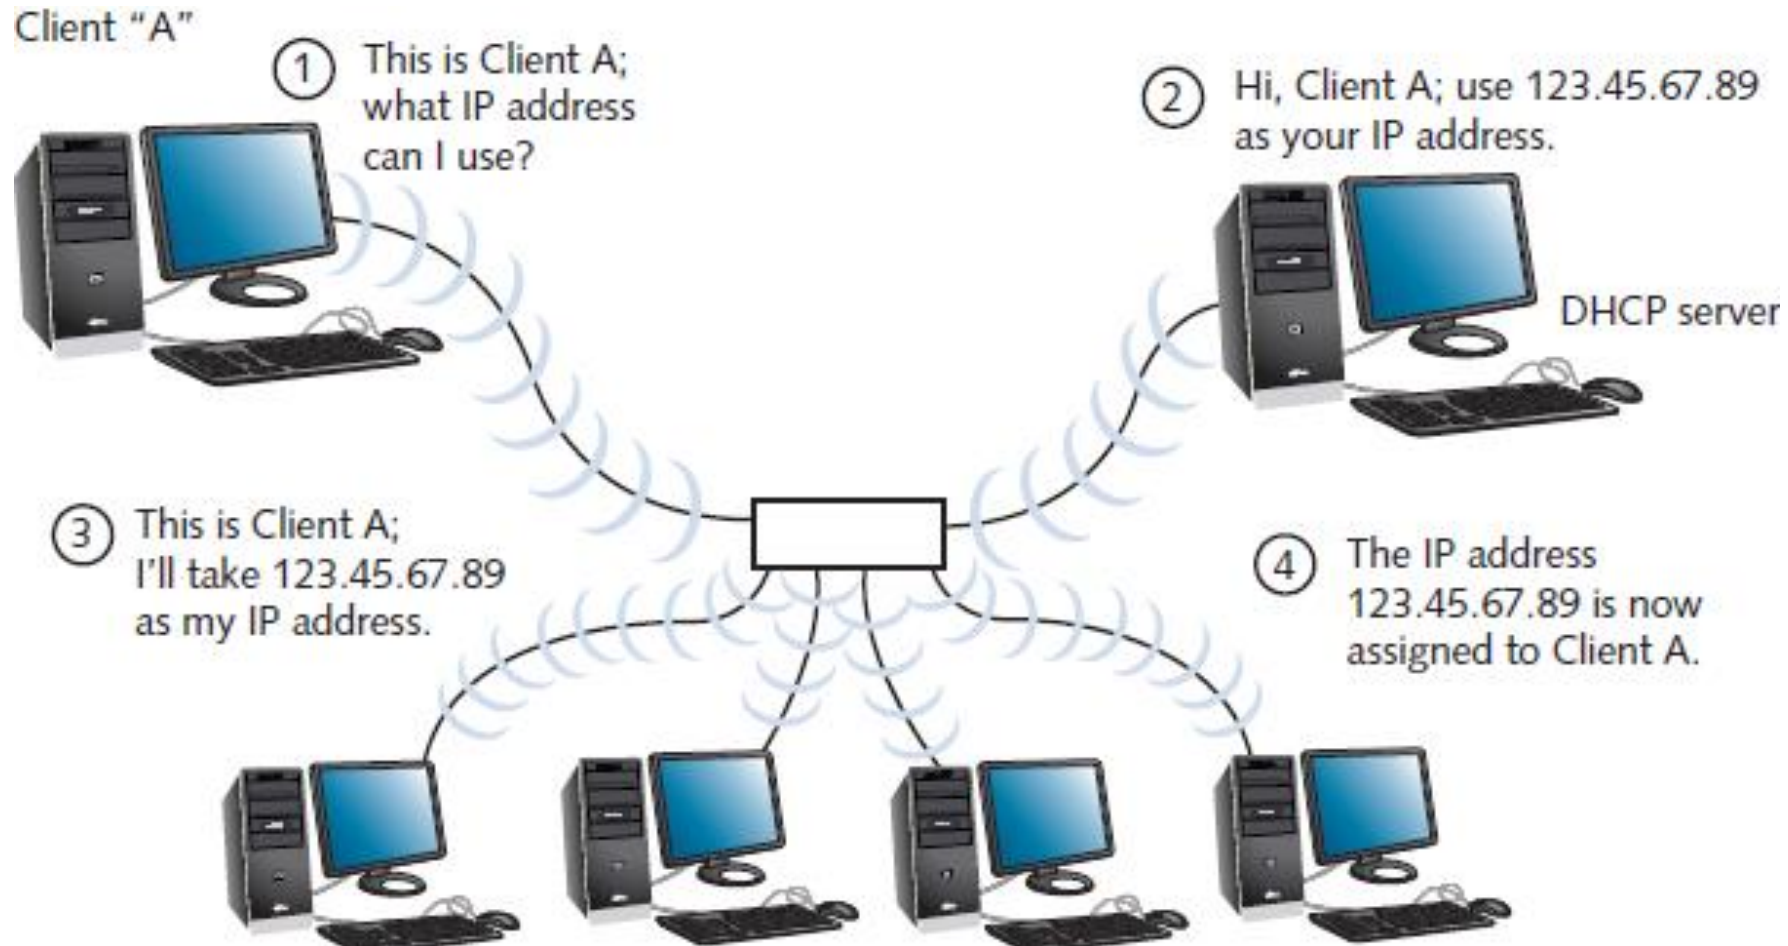 Client “A”
1
This is Client A;
what IP address
can I use?
2
Hi, Client A; use 123.45.67.89
as your IP address.
DHCP server
3
This is Client A;
I’ll take 123.45.67.89
as my IP address.
4
The IP address
123.45.67.89 is now
assigned to Client A.